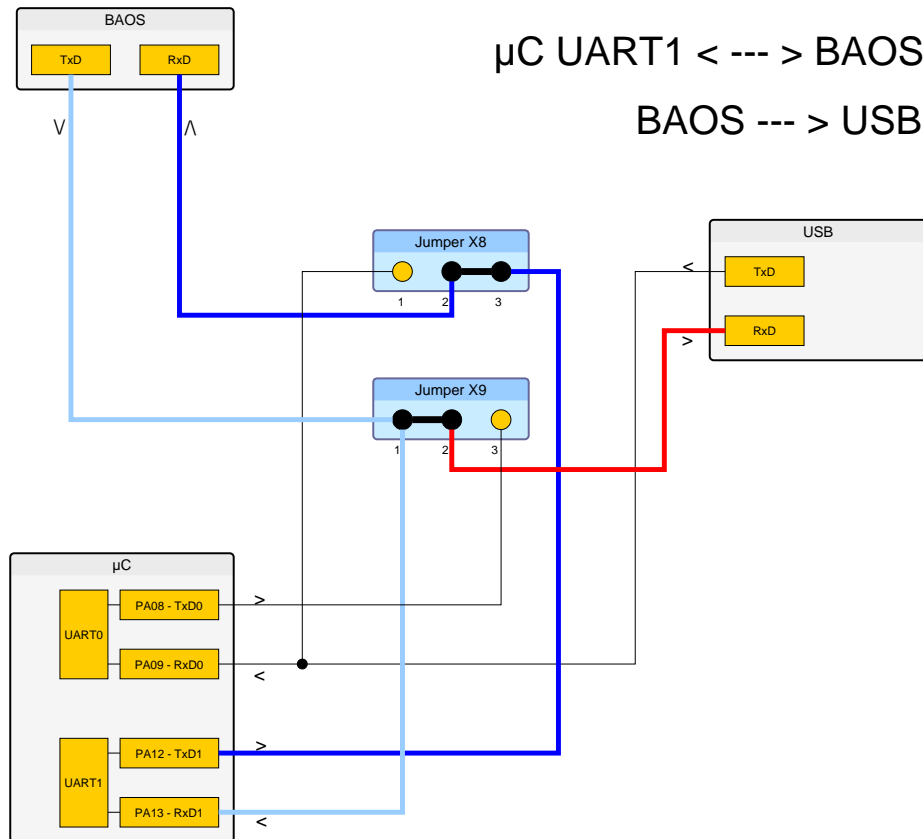 BAOS
TxD
RxD
\/
/\
µC UART1 < --- > BAOS
BAOS --- > USB
Jumper X8
1
2
3
USB
TxD
<
RxD
>
Jumper X9
1
2
3
µC
UART0
PA08 - TxD0
>
PA09 - RxD0
<
UART1
PA12 - TxD1
>
PA13 - RxD1
<